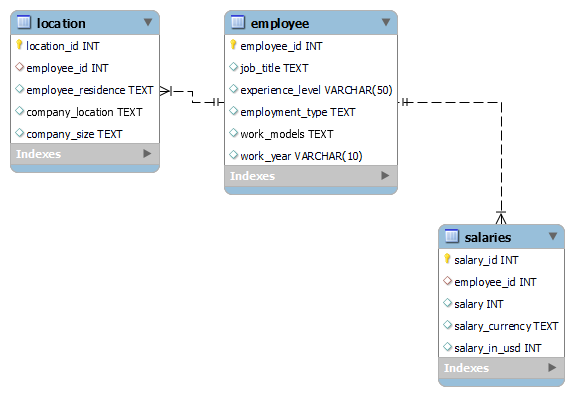 location
location_id INT
employee_id INT
employee_residence TEXT
company_location TEXT
company_size TEXT
Indexes
employee
employee_id INT
job_title TEXT
experience_level VARCHAR(50)
employment_type TEXT
work_models TEXT
work_year VARCHAR(10)
Indexes
salaries
salary_id INT
employee_id INT
salary INT
salary_currency TEXT
salary_in_usd INT
Indexes